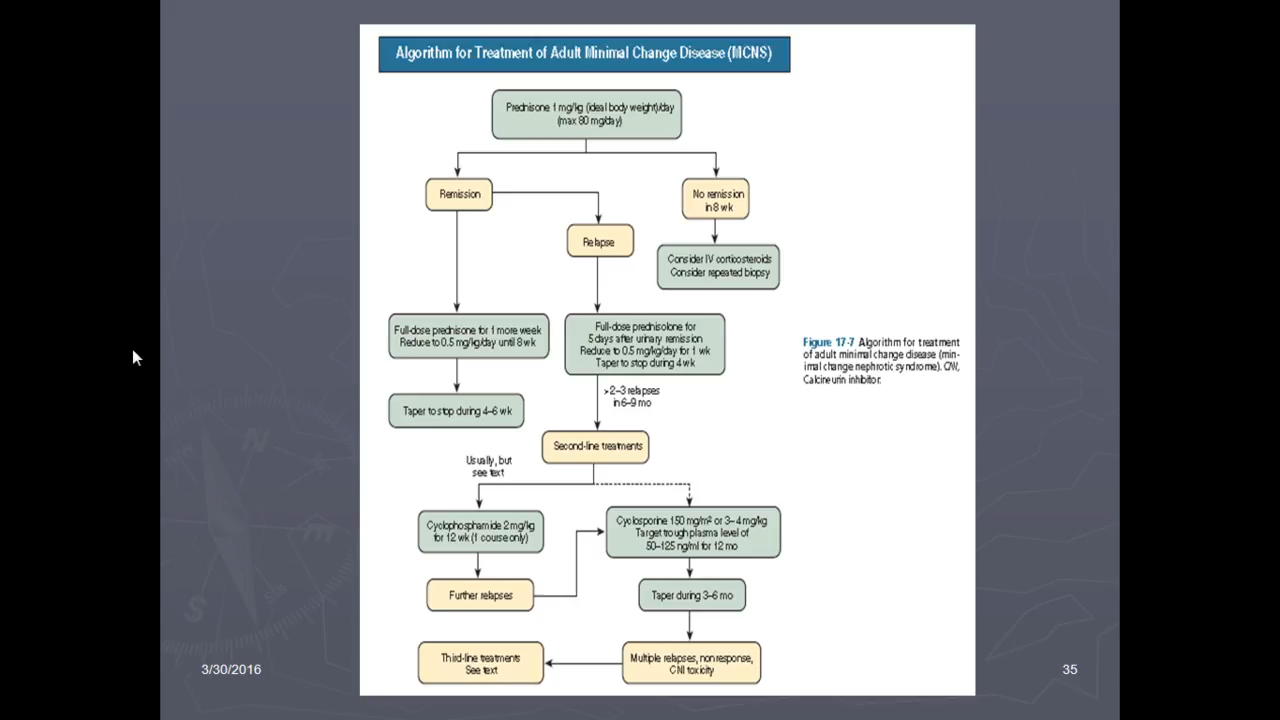 Algorithm for Treatment of Adult Minimal Change Disease (MCNS)
Prednisone 1 mg/kg (ideal body weight)/day
(max 80 mg/day)
Remission
No remission
in 8 wk
Relapse
Consider IV corticosteroids
Consider repeated biopsy
Full-dose prednisone for 1 more week
Reduce to 0.5 mg/kg/day until 8 wk
Full-dose prednisolone for
5 days after urinary remission
Reduce to 0.5 mg/kg/day for 1 wk
Taper to stop during 4 wk
Figure 17-7 Algorithm for treatment
of adult minimal change disease (min-
imal change nephrotic syndrome). CNI,
Calcineurin inhibitor.
>2–3 relapses
in 6–9 mo
Taper to stop during 4–6 wk
Second-line treatments
Usually, but
see text
Cyclophosphamide 2 mg/kg
for 12 wk (1 course only)
Cyclosporine 150 mg/m² or 3–4 mg/kg
Target trough plasma level of
50–125 ng/ml for 12 mo
Further relapses
Taper during 3–6 mo
Third-line treatments
See text
Multiple relapses, nonresponse,
CNI toxicity
3/30/2016
35
N
S